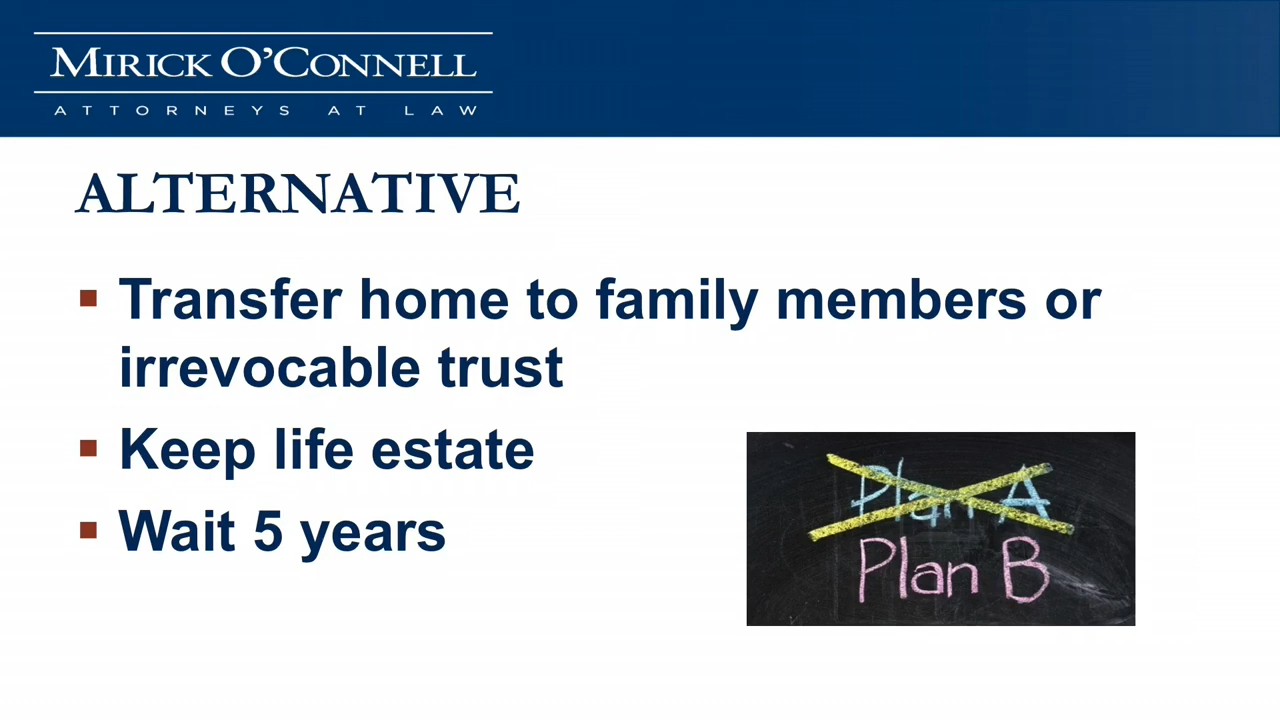 MIRICK O'CONNELL
ATTORNEYS AT LAW
ALTERNATIVE
Transfer home to family members or
irrevocable trust
Keep life estate
Wait 5 years
Plan A
Plan B